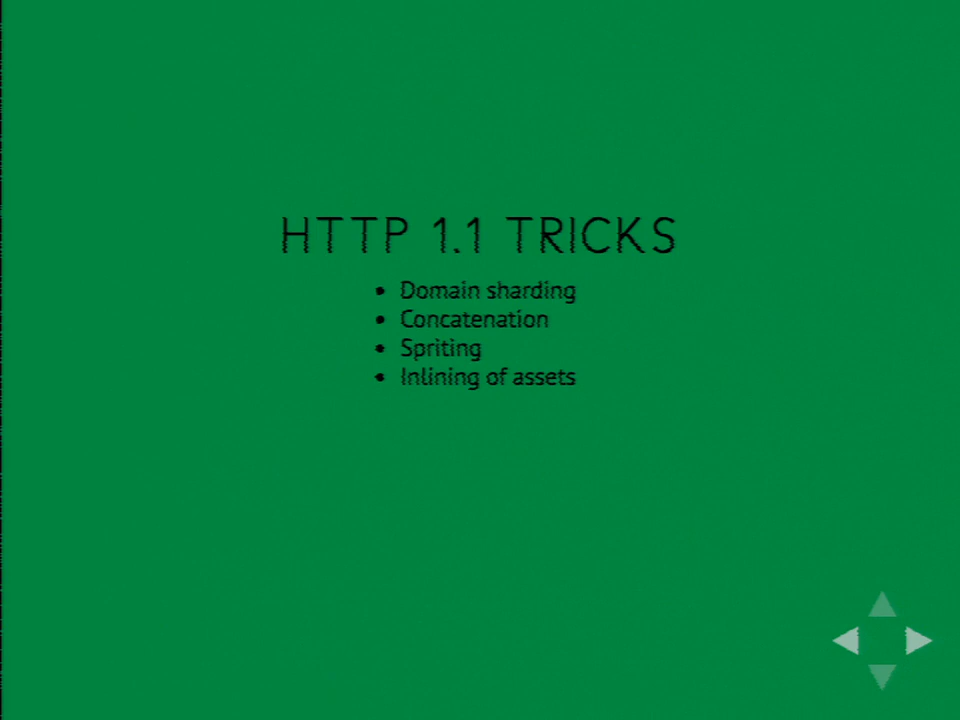 HTTP 1.1 TRICKS
• Domain sharding
• Concatenation
• Spriting
• Inlining of assets